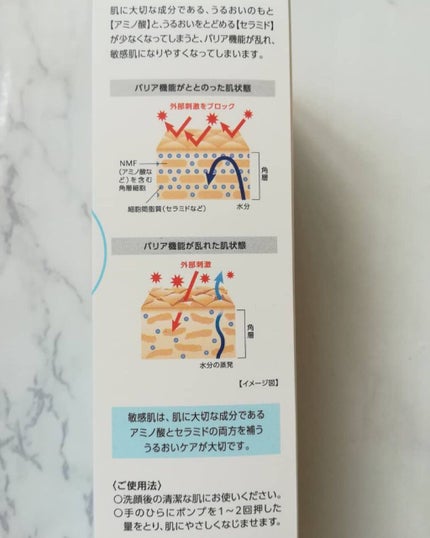 肌に大切な成分である、うるおいのもと
【アミノ酸】と、うるおいをとどめる【セラミド】
が少なくなってしまうと、バリア機能が乱れ、
敏感肌になりやすくなってしまいます。
バリア機能がととのった肌状態
外部刺激をブロック
NMF
(アミノ酸な
ど)を含む
角層細胞
角層
細胞間脂質(セラミドなど)
水分
バリア機能が乱れた肌状態
外部刺激
角層
水分の蒸発
【イメージ図】
敏感肌は、肌に大切な成分である
アミノ酸とセラミドの両方を補う
うるおいケアが大切です。
〈ご使用法〉
○洗顔後の清潔な肌にお使いください。
○手のひらにポンプを1〜2回押した
量をとり、肌にやさしくなじませます。